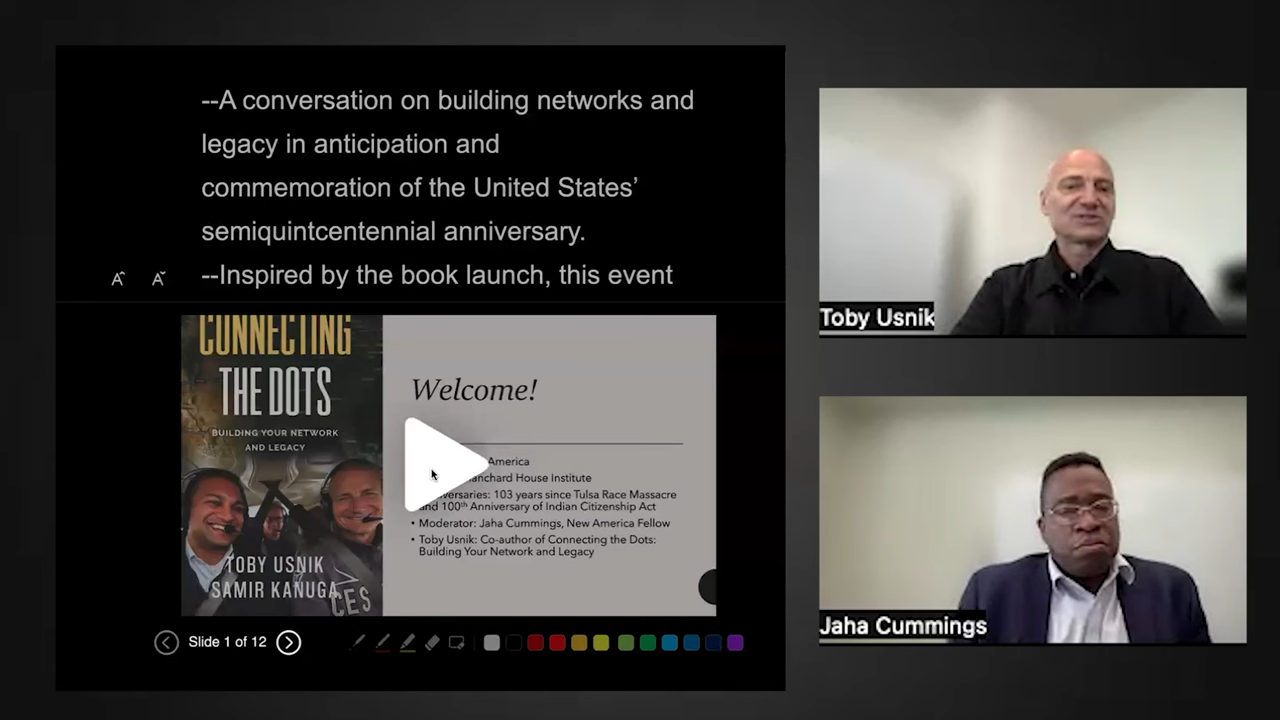 --A conversation on building networks and
legacy in anticipation and
commemoration of the United States’
semiquintcentennial anniversary.
--Inspired by the book launch, this event
CONNECTING
THE DOTS
BUILDING YOUR NETWORK
AND LEGACY
TOBY USNIK
SAMIR KANUGA
CES
Welcome!
America
House Institute
103 years since Tulsa Race Massacre
and 100th Anniversary of Indian Citizenship Act
• Moderator: Jaha Cummings, New America Fellow
• Toby Usnik: Co-author of Connecting the Dots:
Building Your Network and Legacy
Slide 1 of 12
Toby Usnik
Jaha Cummings